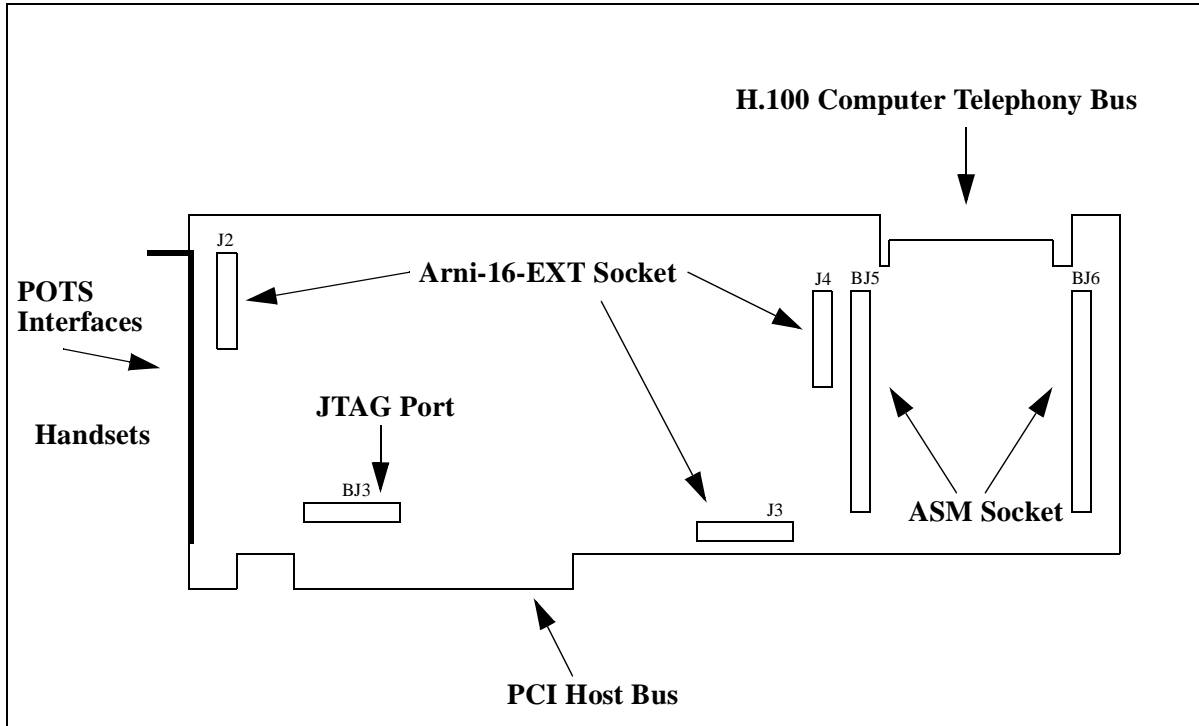 H.100 Computer Telephony Bus
J2
Arni-16-EXT Socket
J4
BJ5
BJ6
POTS
Interfaces
JTAG Port
Handsets
BJ3
J3
ASM Socket
PCI Host Bus